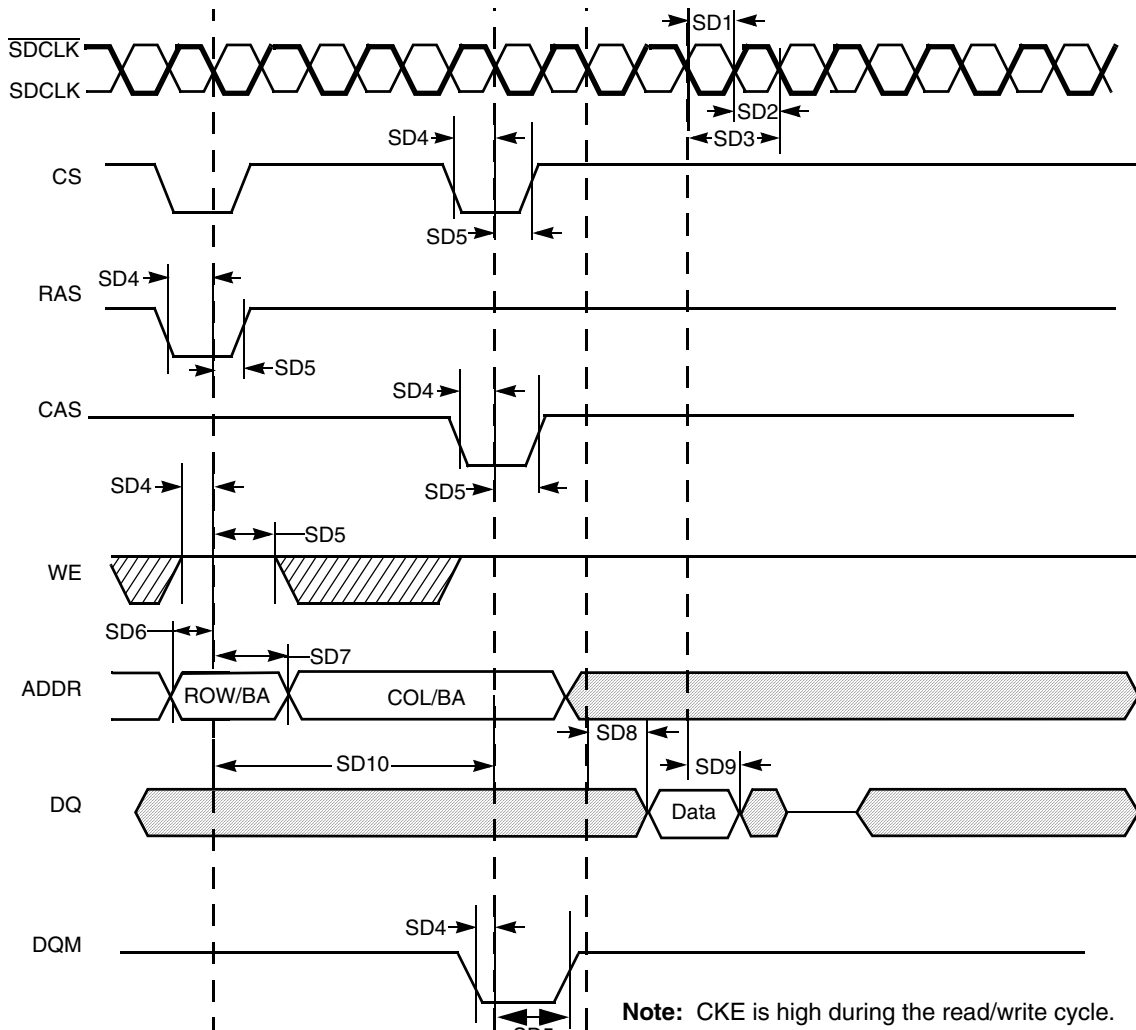 SD1
SDCLK
SDCLK
SD2
SD4
SD3
CS
SD5
SD4
RAS
SD5
SD4
CAS
SD4
SD5
SD5
WE
SD6
SD7
ADDR
ROW/BA
COL/BA
SD8
SD10
SD9
DQ
Data
SD4
DQM
Note: CKE is high during the read/write cycle.